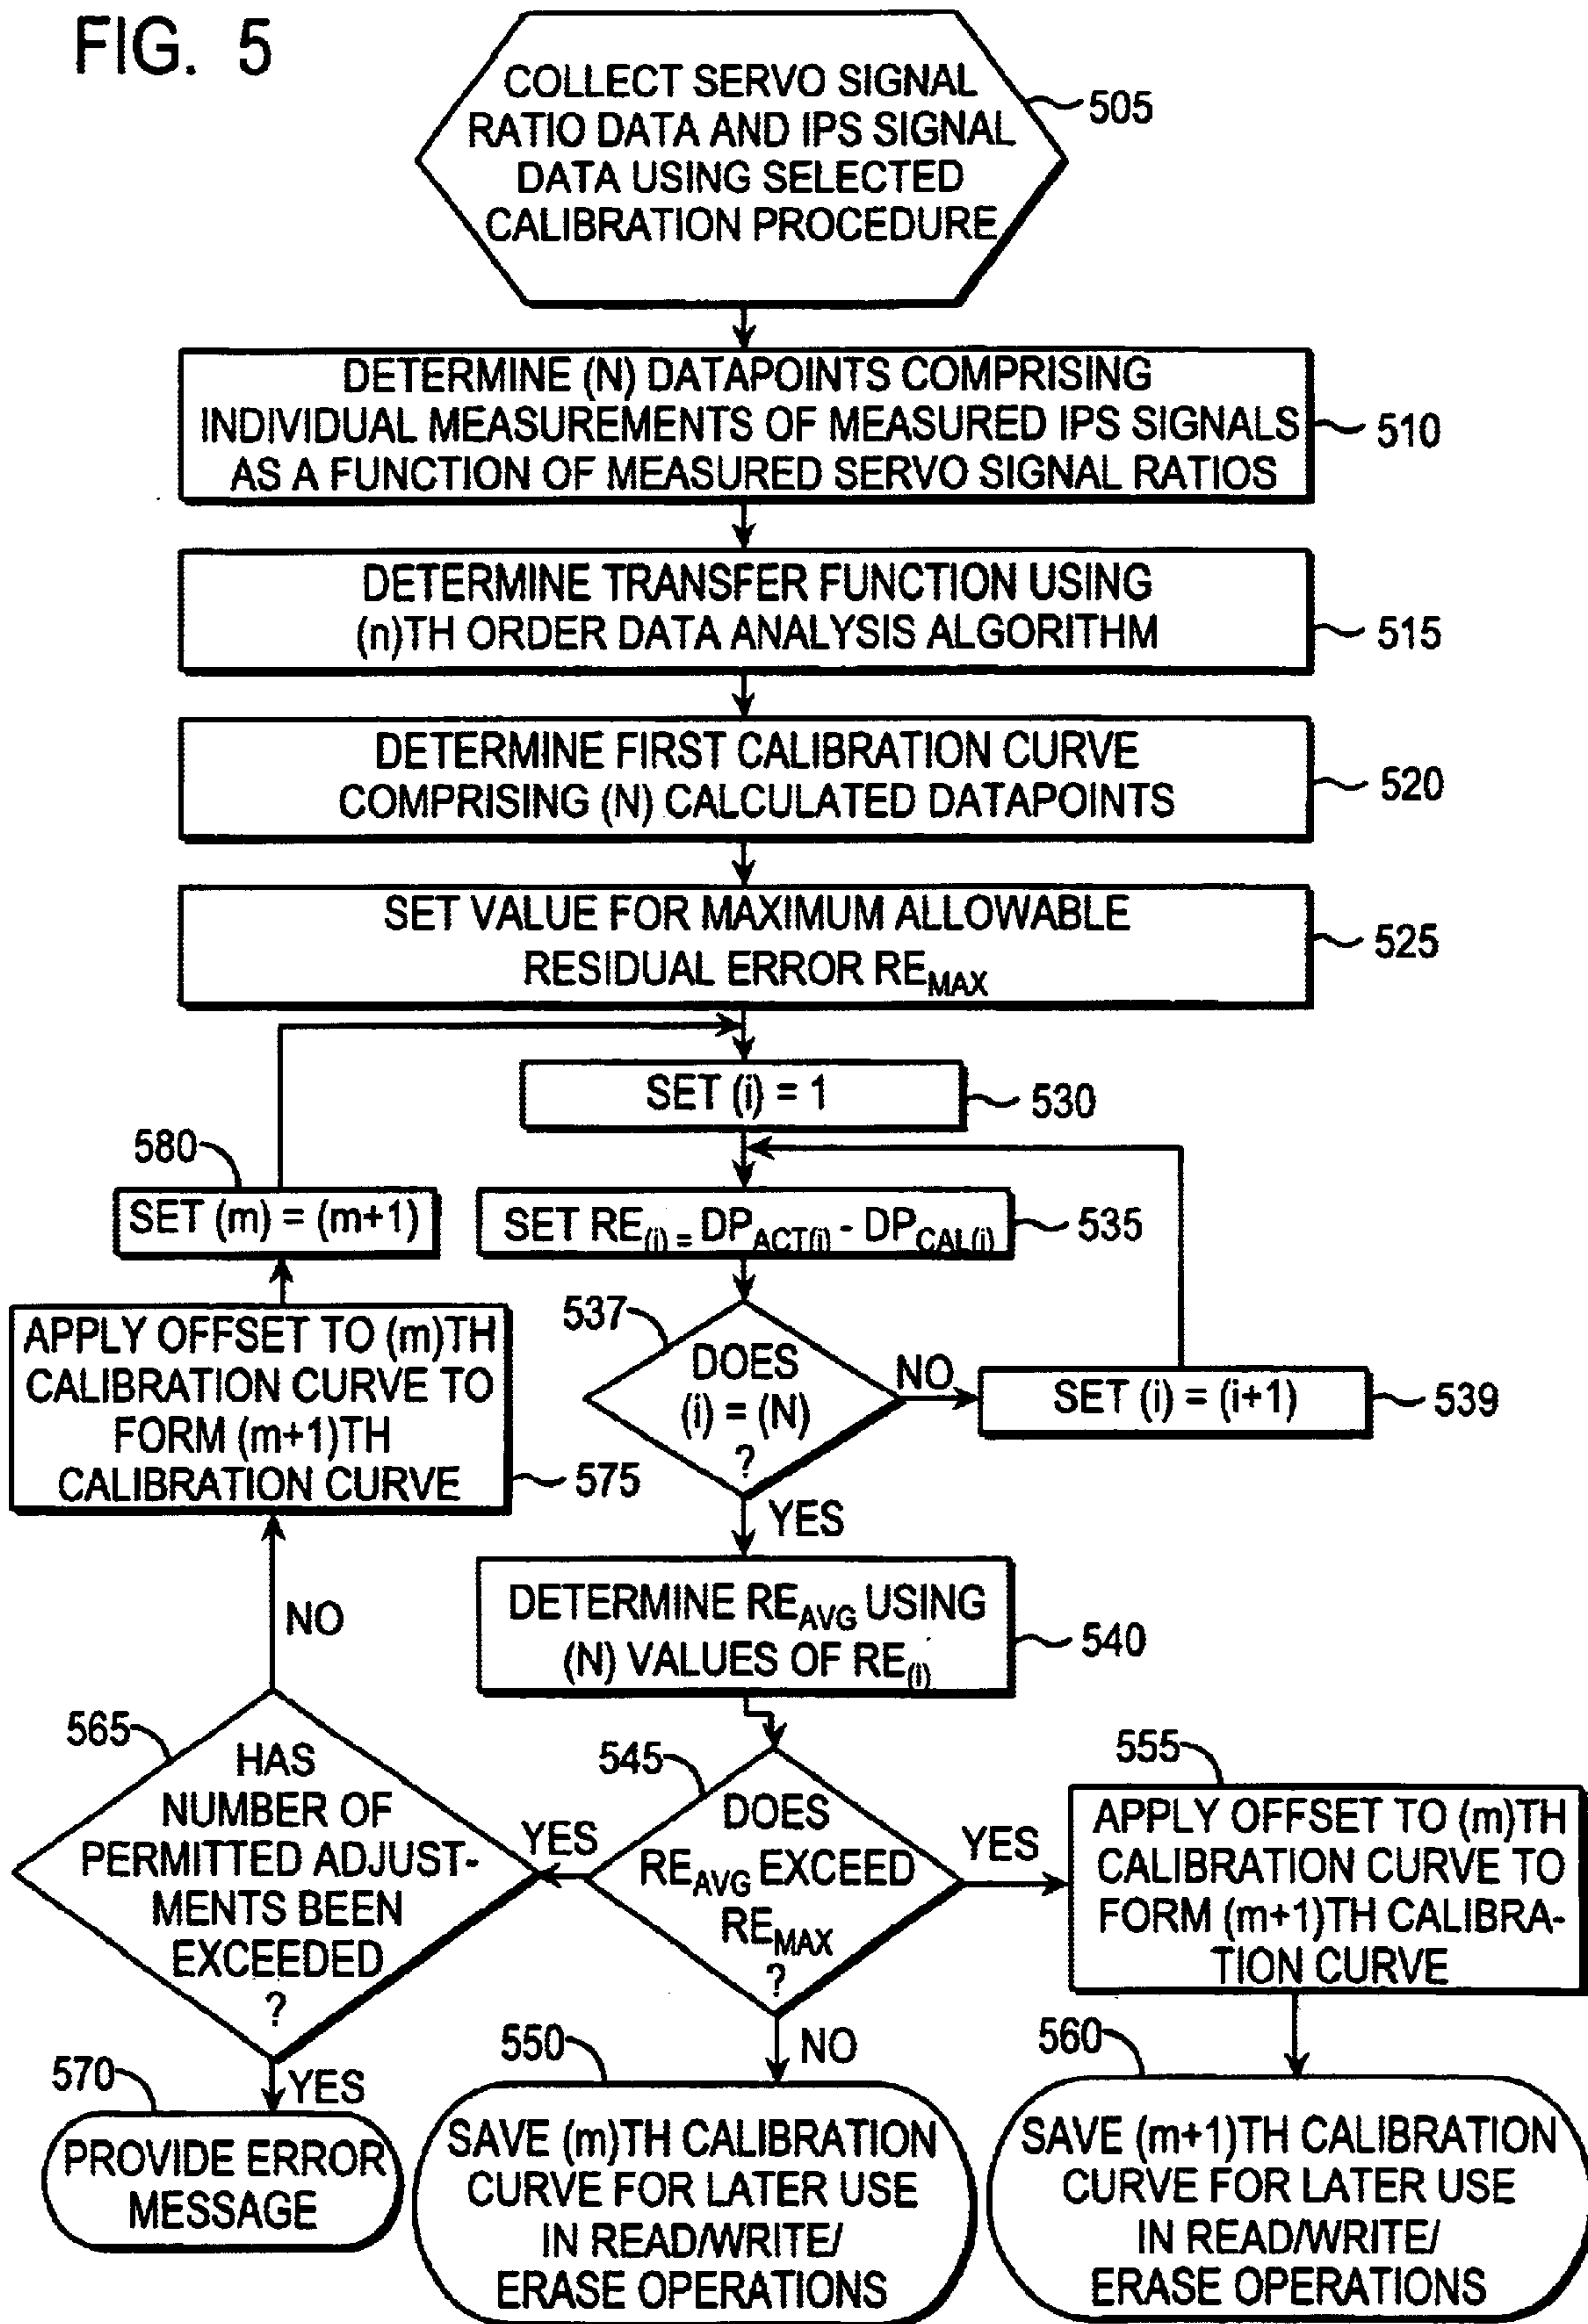 FIG. 5
COLLECT SERVO SIGNAL
RATIO DATA AND IPS SIGNAL
DATA USING SELECTED
CALIBRATION PROCEDURE
505
DETERMINE (N) DATAPOINTS COMPRISING
INDIVIDUAL MEASUREMENTS OF MEASURED IPS SIGNALS
AS A FUNCTION OF MEASURED SERVO SIGNAL RATIOS
510
DETERMINE TRANSFER FUNCTION USING
(n)TH ORDER DATA ANALYSIS ALGORITHM
515
DETERMINE FIRST CALIBRATION CURVE
COMPRISING (N) CALCULATED DATAPOINTS
520
SET VALUE FOR MAXIMUM ALLOWABLE
RESIDUAL ERROR RE_MAX
525
SET (i) = 1
530
580
SET (m) = (m+1)
SET RE_(i) = DP_ACT(i) - DP_CAL(i)
535
APPLY OFFSET TO (m)TH
CALIBRATION CURVE TO
FORM (m+1)TH
CALIBRATION CURVE
575
537
DOES
(i) = (N)
?
NO
SET (i) = (i+1)
539
YES
DETERMINE RE_AVG USING
(N) VALUES OF RE_(i)
540
NO
565
HAS
NUMBER OF
PERMITTED ADJUST-
MENTS BEEN
EXCEEDED
?
YES
545
DOES
RE_AVG EXCEED
RE_MAX
?
YES
555
APPLY OFFSET TO (m)TH
CALIBRATION CURVE TO
FORM (m+1)TH CALIBRA-
TION CURVE
570
YES
PROVIDE ERROR
MESSAGE
550
NO
SAVE (m)TH CALIBRATION
CURVE FOR LATER USE
IN READ/WRITE/
ERASE OPERATIONS
560
SAVE (m+1)TH CALIBRATION
CURVE FOR LATER USE
IN READ/WRITE/
ERASE OPERATIONS